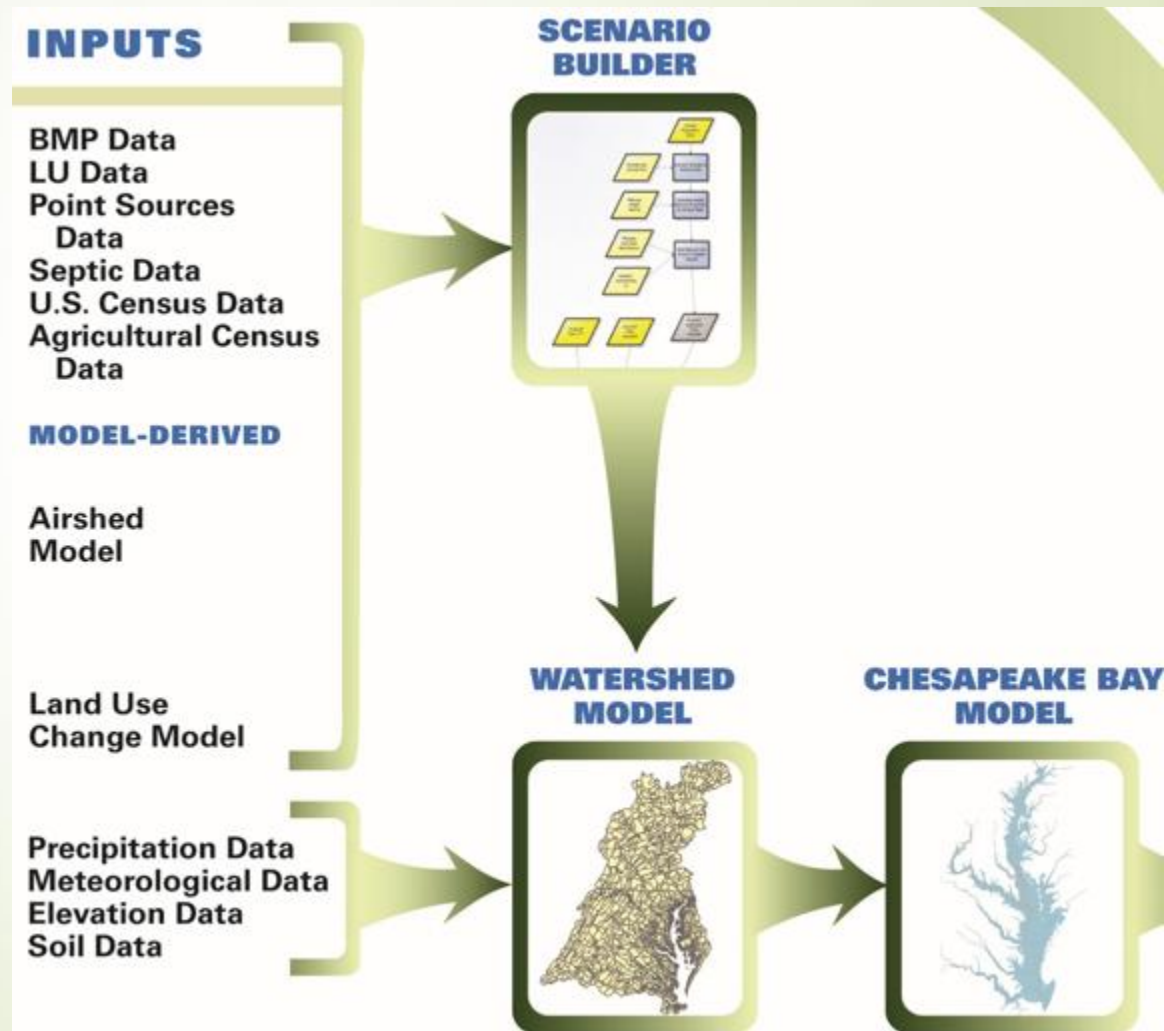 INPUTS
BMP Data
LU Data
Point Sources
Data
Septic Data
U.S. Census Data
Agricultural Census
Data
MODEL-DERIVED
Airshed
Model
Land Use
Change Model
Precipitation Data
Meteorological Data
Elevation Data
Soil Data
SCENARIO
BUILDER
WATERSHED
MODEL
CHESAPEAKE BAY
MODEL